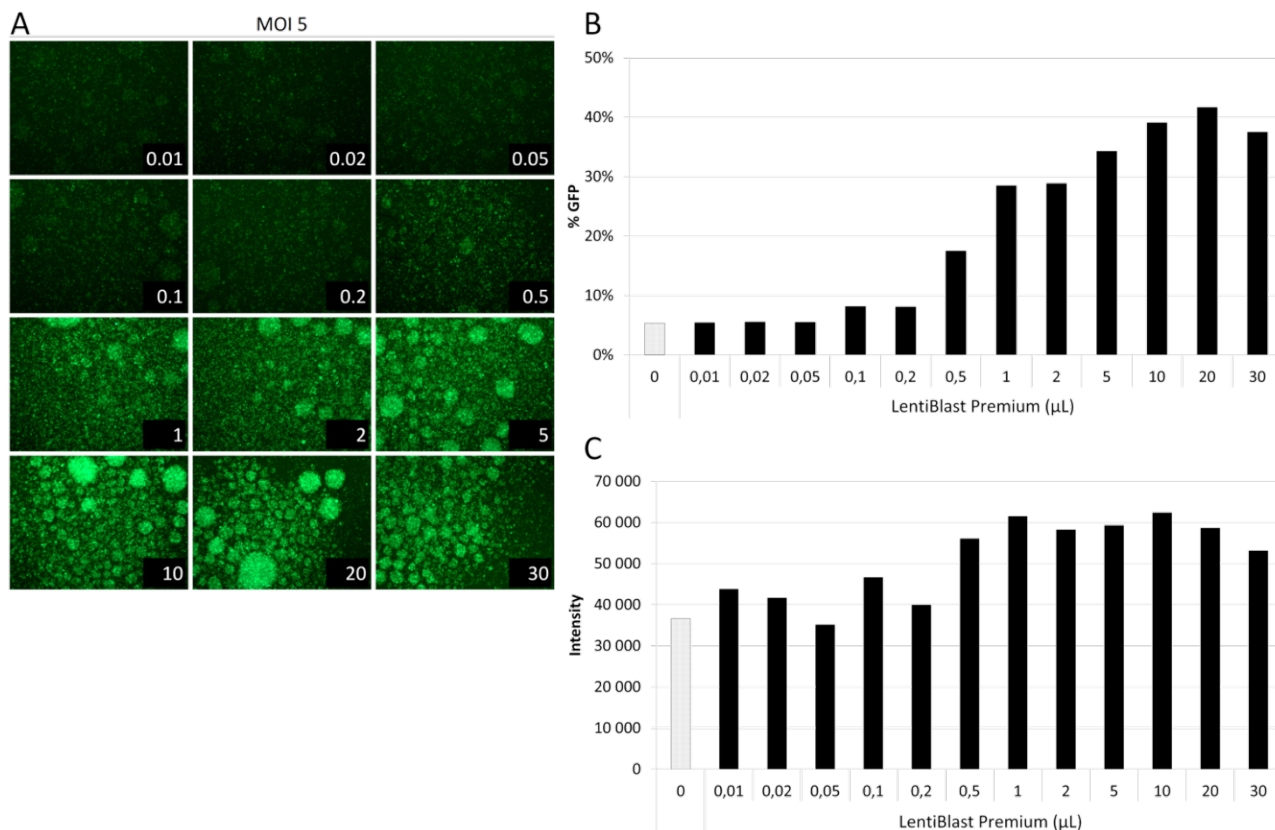 A
MOI 5
0.01
0.02
0.05
0.1
0.2
0.5
1
2
5
10
20
30
B
50%
40%
30%
20%
10%
0%
% GFP
0 0,01 0,02 0,05 0,1 0,2 0,5 1 2 5 10 20 30
LentiBlast Premium (µL)
C
70 000
60 000
50 000
40 000
30 000
20 000
10 000
0
Intensity
0 0,01 0,02 0,05 0,1 0,2 0,5 1 2 5 10 20 30
LentiBlast Premium (µL)